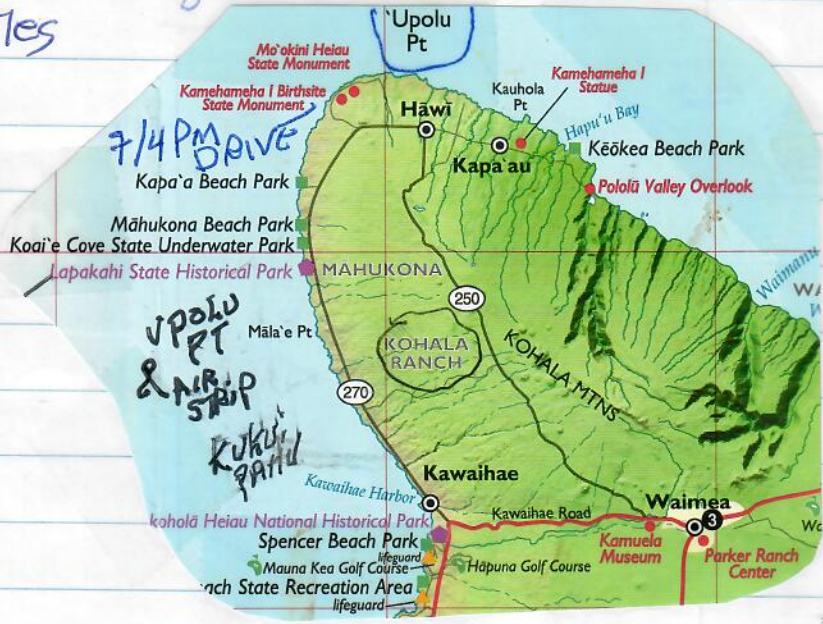 les
`Upolu
Pt
Mo`okini Heiau
State Monument
Kamehameha I Birthsite
State Monument
Kauhola
Pt
Kamehameha I
Statue
Hāwī
Hapu`u Bay
7/4 PM
DRIVE
Kapa`au
Kēōkea Beach Park
Kapa`a Beach Park
Pololū Valley Overlook
Māhukona Beach Park
Koai`e Cove State Underwater Park
Lapakahi State Historical Park
MAHUKONA
Waimanu
250
UPOLU
PT
& AIR
STRIP
Māla`e Pt
KOHALA
RANCH
KOHALA MTNS
270
Kawaihae
Kawaihae Harbor
Waimea
3
koholā Heiau National Historical Park
Kawaihae Road
Spencer Beach Park
lifeguard
Kamuela
Museum
Parker Ranch
Center
Mauna Kea Golf Course
Hāpuna Golf Course
ach State Recreation Area
lifeguard